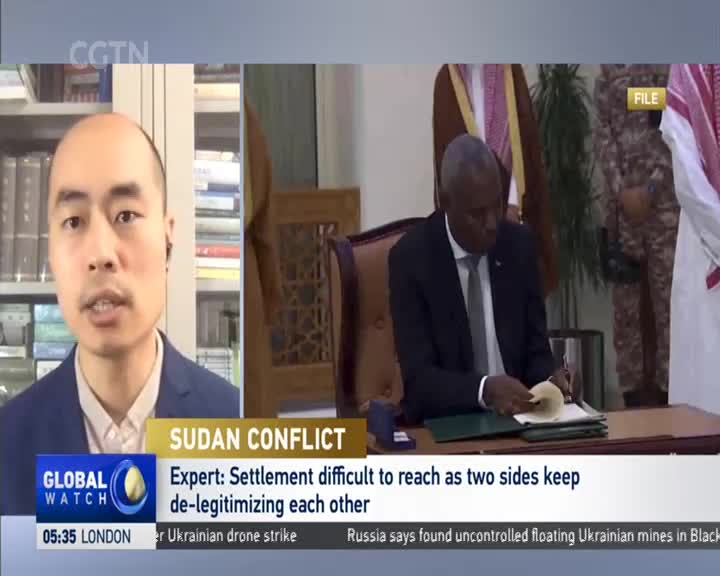 CGTN
FILE
SUDAN CONFLICT
Expert: Settlement difficult to reach as two sides keep
de-legitimizing each other
GLOBAL
WATCH
05:35 LONDON
er Ukrainian drone strike Russia says found uncontrolled floating Ukrainian mines in Black